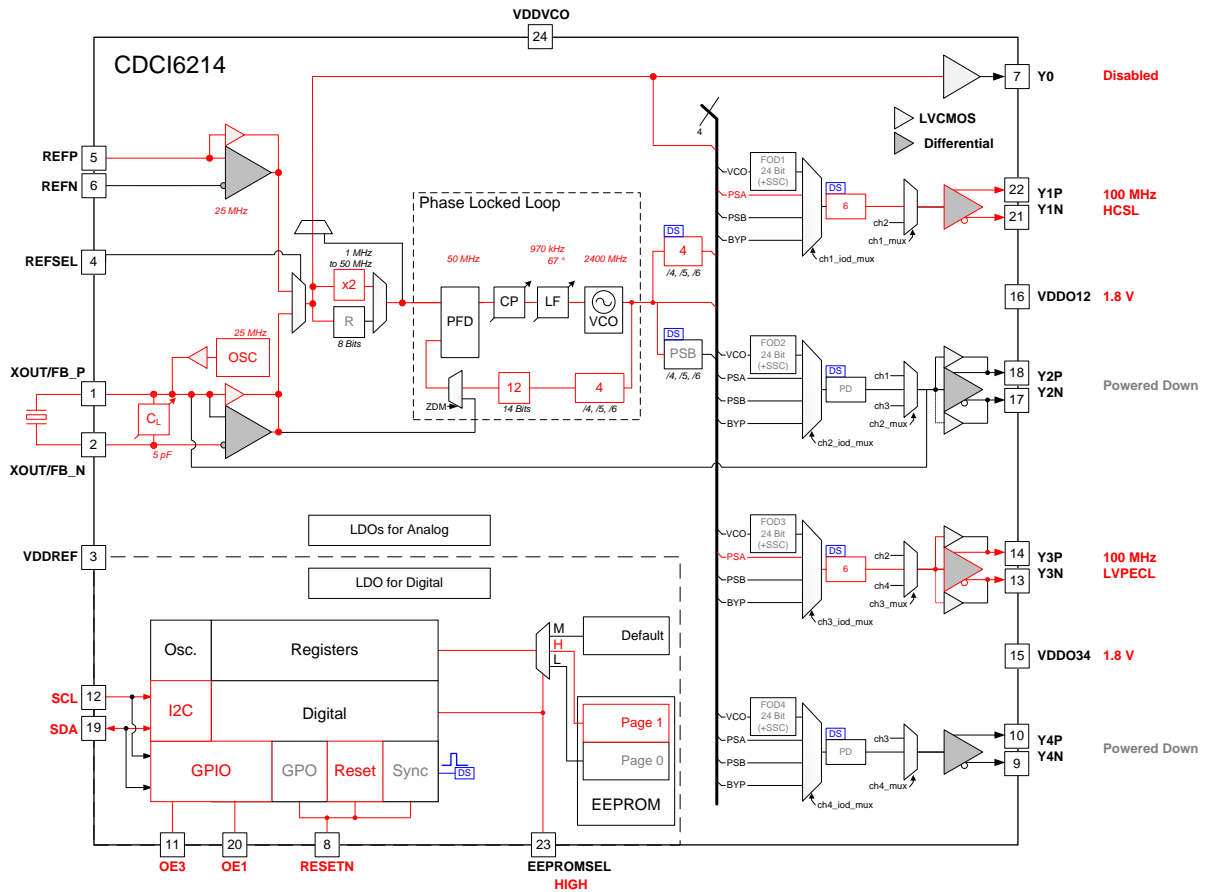 VDDVCO
24
CDCI6214
7 Y0 Disabled
LVCMOS
Differential
4
REFP 5
REFN 6
25 MHz
REFSEL 4
1 MHz
to 50 MHz
x2
R
8 Bits
Phase Locked Loop
50 MHz
970 kHz
67 °
2400 MHz
PFD
CP
LF
VCO
ZDM
12
14 Bits
4
/4, /5, /6
DS
4
/4, /5, /6
DS
PSB
/4, /5, /6
25 MHz
OSC
XOUT/FB_P
1
CL
5 pF
2
XOUT/FB_N
VCO
PSA
PSB
BYP
FOD1
24 Bit
(+SSC)
ch1_iod_mux
DS
6
ch2
ch1_mux
22 Y1P
21 Y1N
100 MHz
HCSL
16 VDDO12 1.8 V
VCO
PSA
PSB
BYP
FOD2
24 Bit
(+SSC)
ch2_iod_mux
DS
PD
ch1
ch3
ch2_mux
18 Y2P
17 Y2N
Powered Down
VCO
PSA
PSB
BYP
FOD3
24 Bit
(+SSC)
ch3_iod_mux
DS
6
ch2
ch4
ch3_mux
14 Y3P
13 Y3N
100 MHz
LVPECL
15 VDDO34 1.8 V
VCO
PSA
PSB
BYP
FOD4
24 Bit
(+SSC)
ch4_iod_mux
DS
PD
ch3
ch4_mux
10 Y4P
9 Y4N
Powered Down
VDDREF 3
LDOs for Analog
LDO for Digital
Osc.
Registers
I2C
Digital
GPIO
GPO
Reset
Sync
DS
SCL 12
SDA 19
M
H
L
Default
Page 1
Page 0
EEPROM
11
OE3
20
OE1
8
RESETN
23
EEPROMSEL
HIGH